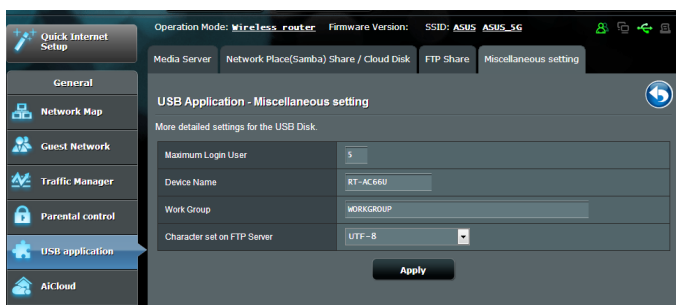 Quick Internet
Setup
Operation Mode: Wireless router Firmware Version: SSID: ASUS ASUS_5G
Media Server Network Place(Samba) Share / Cloud Disk FTP Share Miscellaneous setting
General
Network Map
Guest Network
Traffic Manager
Parental control
USB application
AiCloud
USB Application - Miscellaneous setting
More detailed settings for the USB Disk.
Maximum Login User 5
Device Name RT-AC66U
Work Group WORKGROUP
Character set on FTP Server UTF-8
Apply